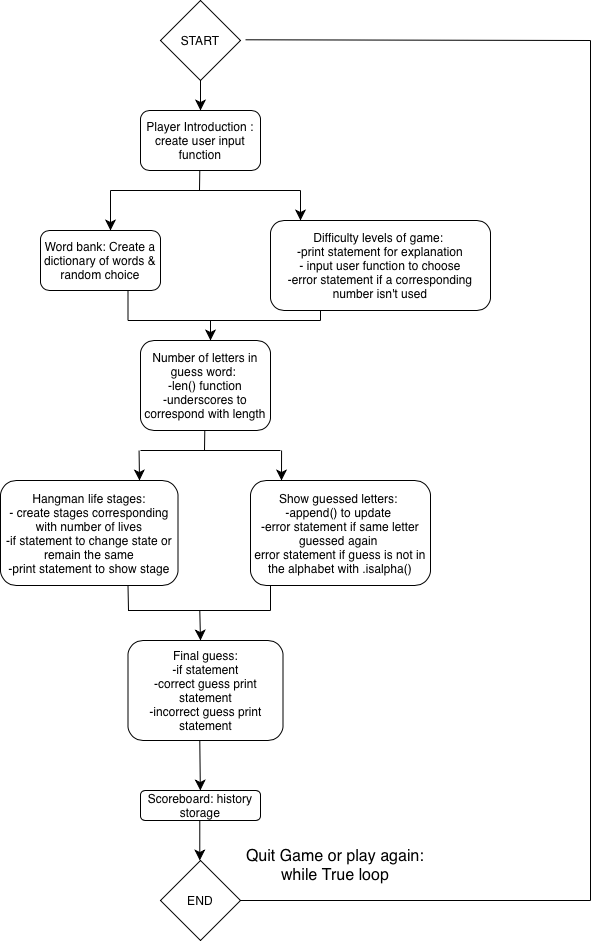 START
Player Introduction :
create user input
function
Word bank: Create a
dictionary of words &
random choice
Difficulty levels of game:
-print statement for explanation
- input user function to choose
-error statement if a corresponding
number isn't used
Number of letters in
guess word:
-len() function
-underscores to
correspond with length
Hangman life stages:
- create stages corresponding
with number of lives
-if statement to change state or
remain the same
-print statement to show stage
Show guessed letters:
-append() to update
-error statement if same letter
guessed again
error statement if guess is not in
the alphabet with .isalpha()
Final guess:
-if statement
-correct guess print
statement
-incorrect guess print
statement
Scoreboard: history
storage
Quit Game or play again:
while True loop
END